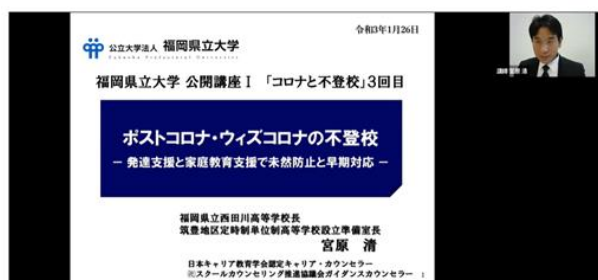 令和3年1月26日
公立大学法人 福岡県立大学
Fukuoka Prefectural University
福岡県立大学 公開講座Ⅰ 「コロナと不登校」3回目
ポストコロナ・ウィズコロナの不登校
－ 発達支援と家庭教育支援で未然防止と早期対応 －
福岡県立西田川高等学校長
筑豊地区定時制単位制高等学校設立準備室長
宮原 清
日本キャリア教育学会認定キャリア・カウンセラー
スクールカウンセリング推進協議会ガイダンスカウンセラー
1
講師 宮原 清